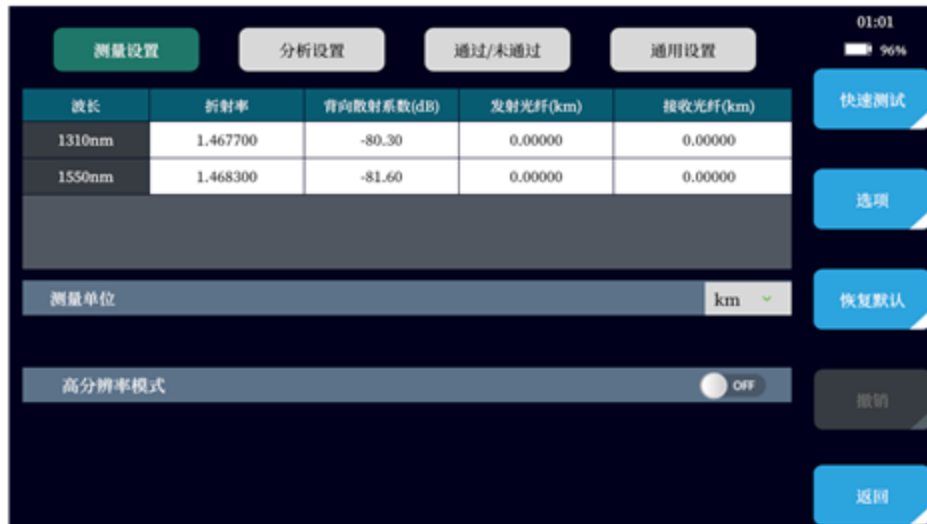 01:01
96%
测量设置 分析设置 通过/未通过 通用设置
波长 折射率 背向散射系数(dB) 发射光纤(km) 接收光纤(km)
1310nm 1.467700 -80.30 0.00000 0.00000
1550nm 1.468300 -81.60 0.00000 0.00000
测量单位 km
高分辨率模式 OFF
快速测试
选项
恢复默认
撤销
返回